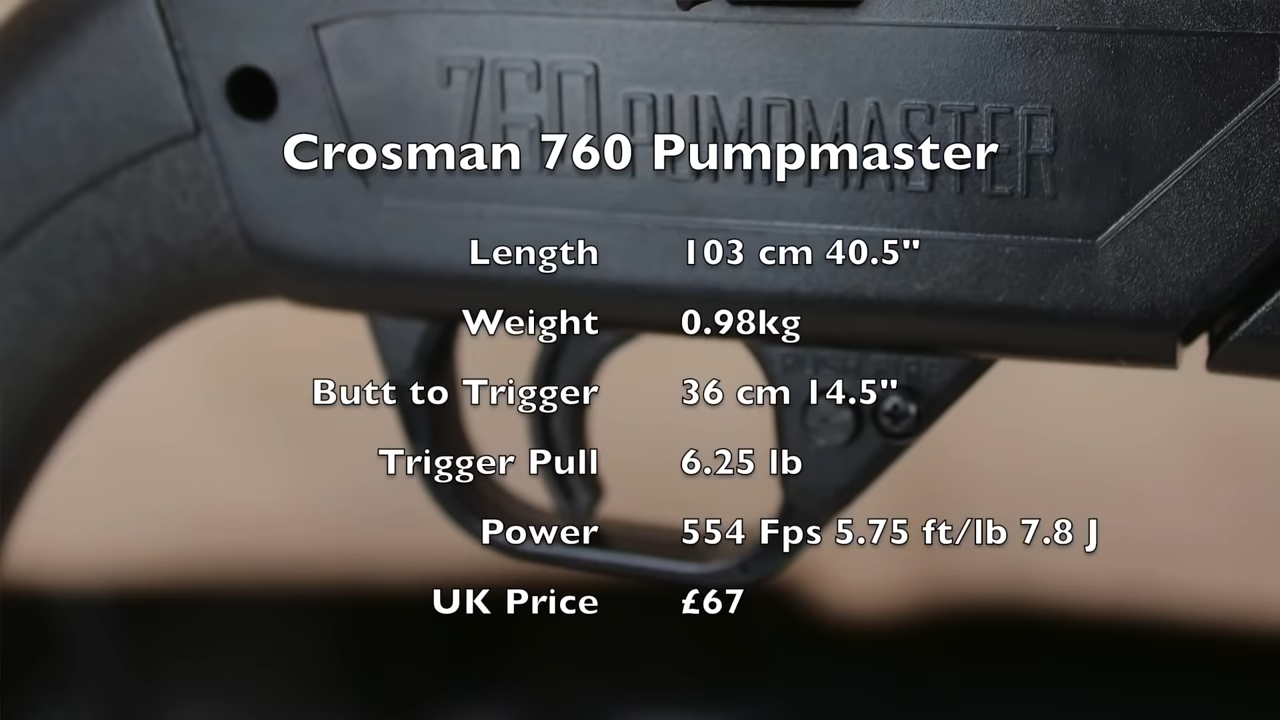 760 PUMPMASTER
Crosman 760 Pumpmaster
Length 103 cm 40.5"
Weight 0.98kg
Butt to Trigger 36 cm 14.5"
Trigger Pull 6.25 lb
Power 554 Fps 5.75 ft/lb 7.8 J
UK Price £67